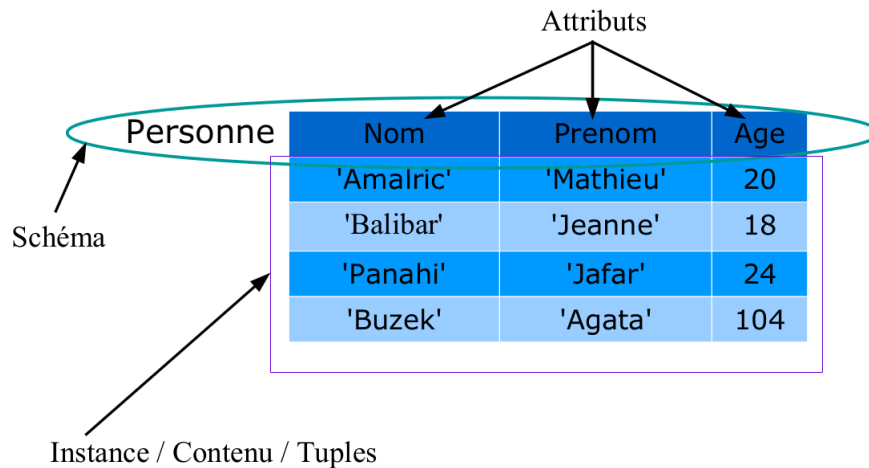 Attributs
Personne Nom Prenom Age
'Amalric' 'Mathieu' 20
'Balibar' 'Jeanne' 18
Schéma
'Panahi' 'Jafar' 24
'Buzek' 'Agata' 104
Instance / Contenu / Tuples